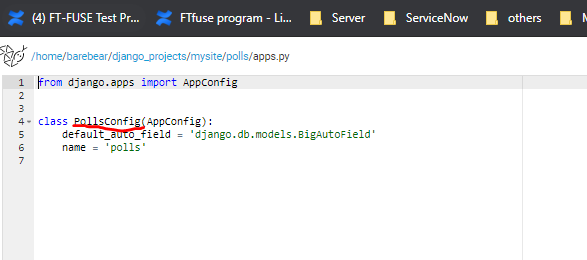 (4) FT-FUSE Test Pr... FTfuse program - Li... Server ServiceNow others
/home/barebear/django_projects/mysite/polls/apps.py
1 from django.apps import AppConfig
2
3
4 class PollsConfig(AppConfig):
5     default_auto_field = 'django.db.models.BigAutoField'
6     name = 'polls'
7